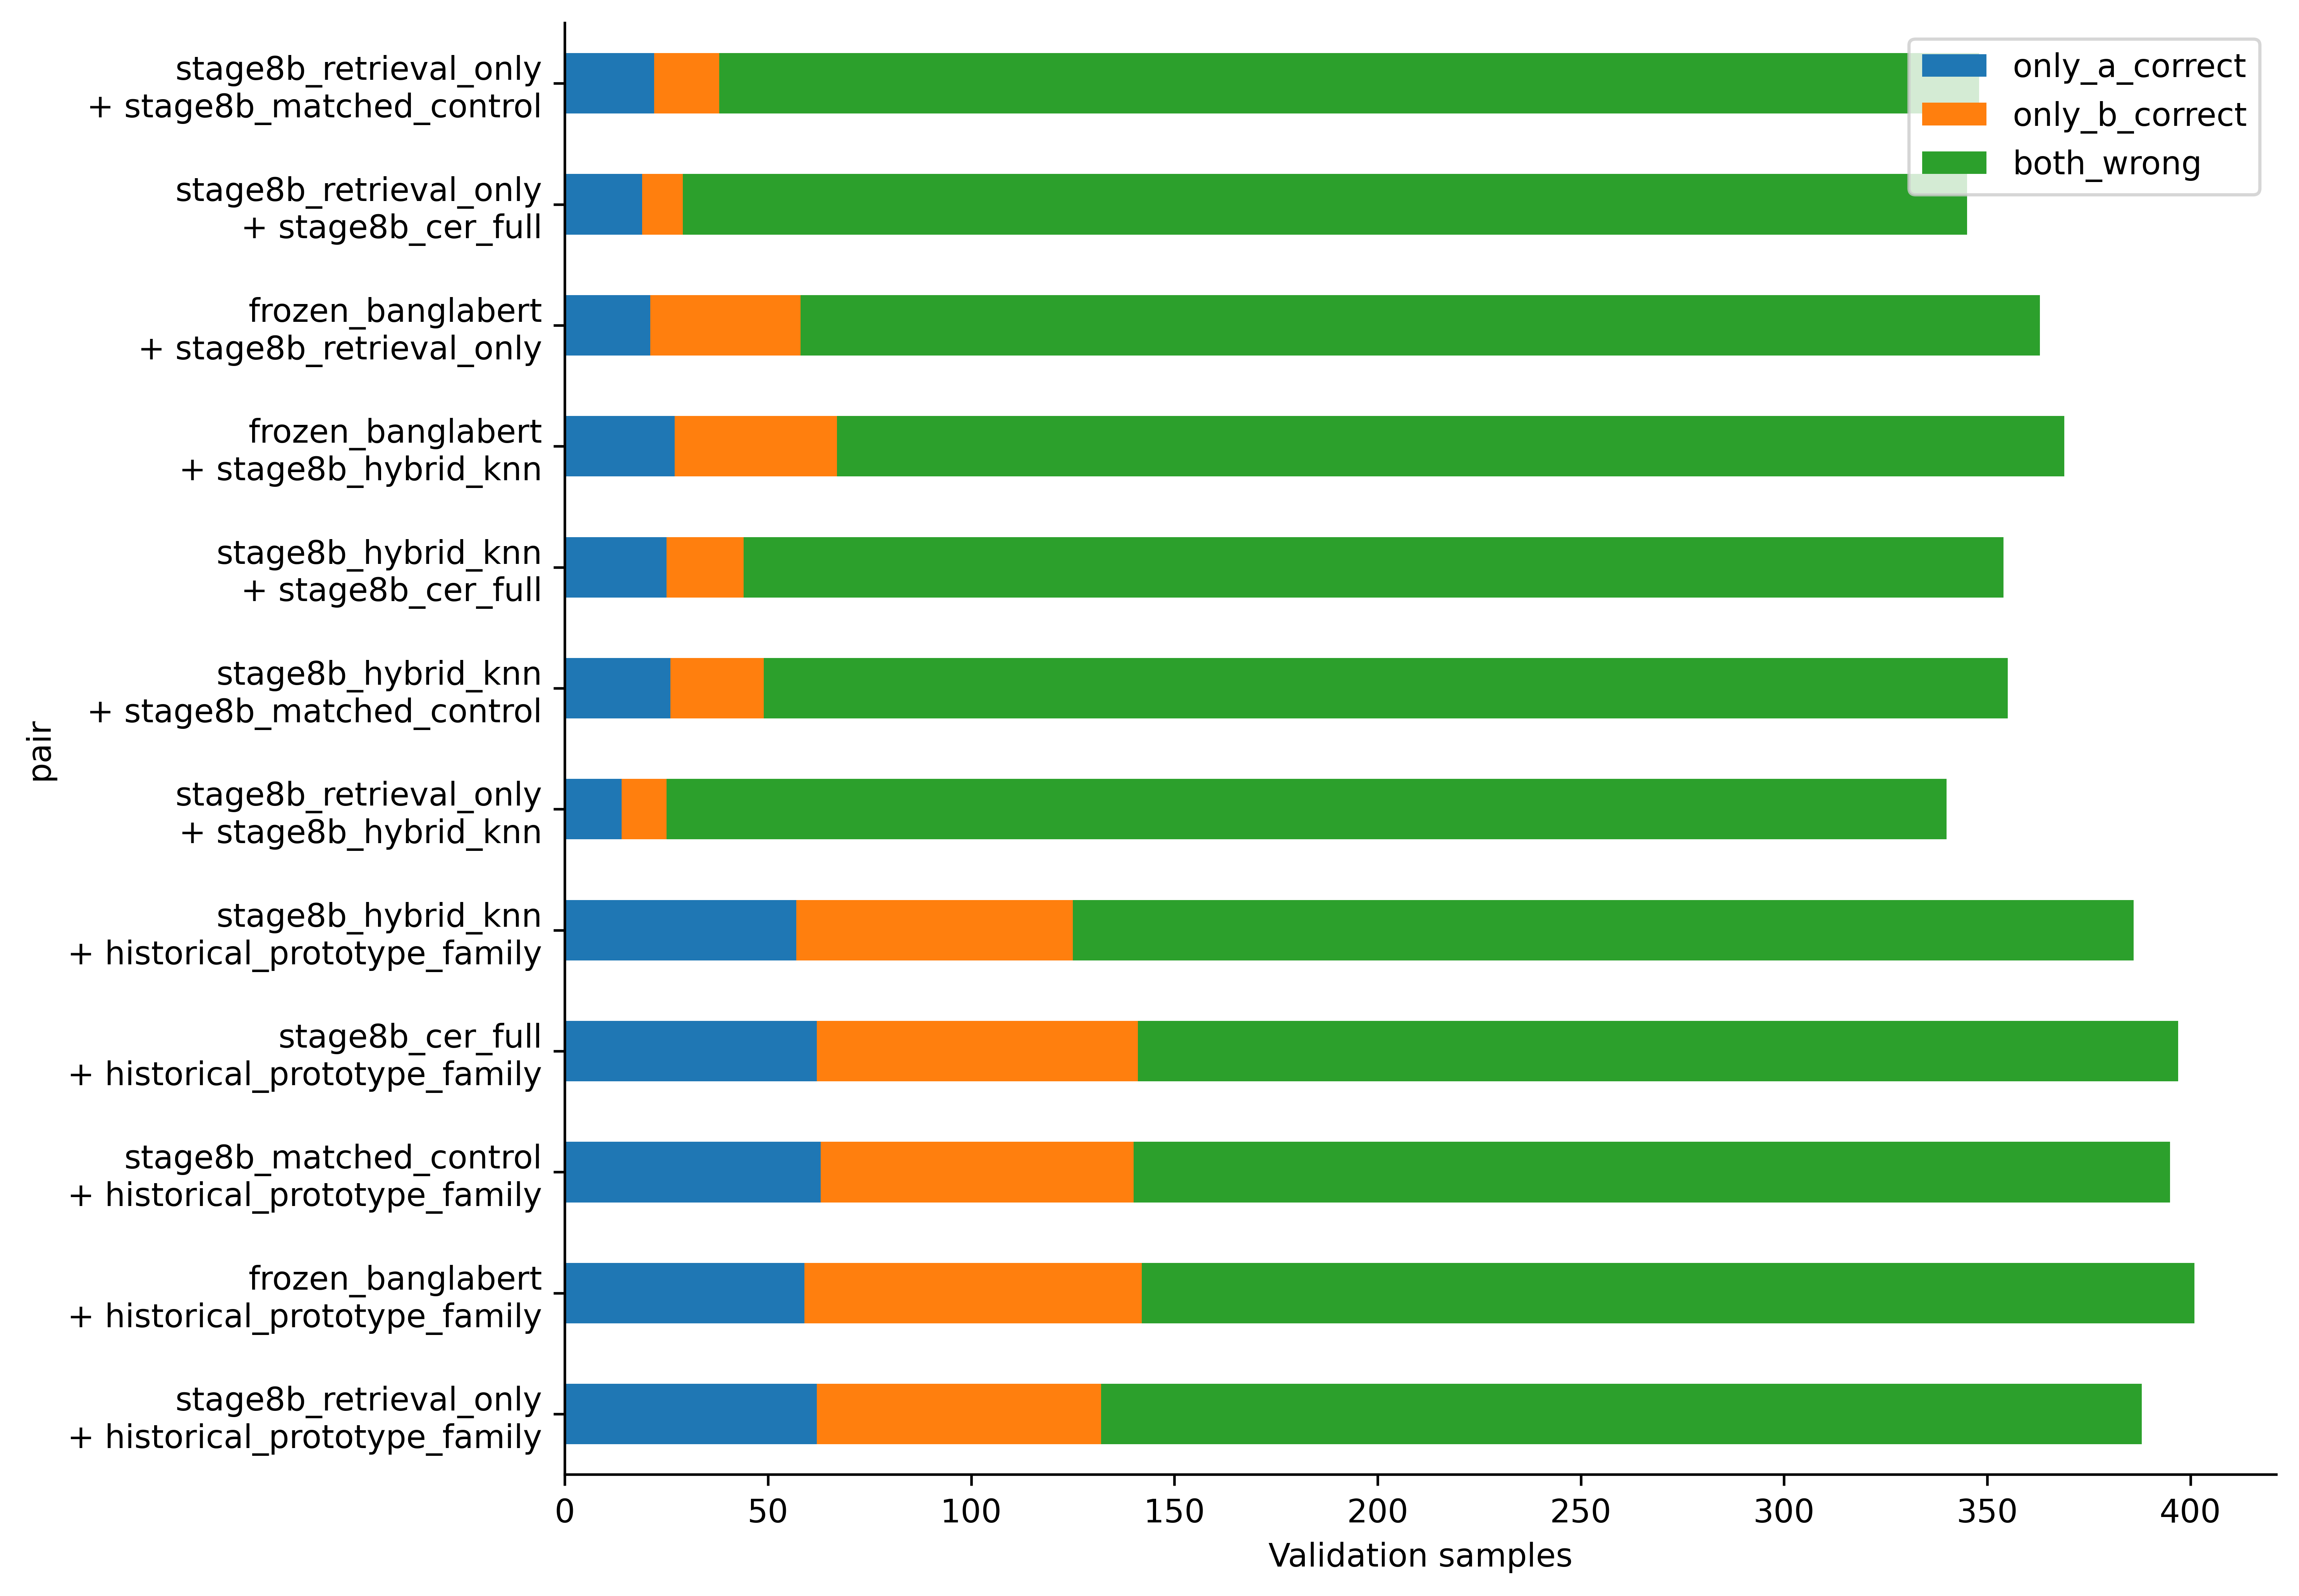 stage8b_retrieval_only
+ stage8b_matched_control
stage8b_retrieval_only
+ stage8b_cer_full
frozen_banglabert
+ stage8b_retrieval_only
frozen_banglabert
+ stage8b_hybrid_knn
stage8b_hybrid_knn
+ stage8b_cer_full
stage8b_hybrid_knn
+ stage8b_matched_control
stage8b_retrieval_only
+ stage8b_hybrid_knn
stage8b_hybrid_knn
+ historical_prototype_family
stage8b_cer_full
+ historical_prototype_family
stage8b_matched_control
+ historical_prototype_family
frozen_banglabert
+ historical_prototype_family
stage8b_retrieval_only
+ historical_prototype_family
pair
only_a_correct
only_b_correct
both_wrong
0 50 100 150 200 250 300 350 400
Validation samples